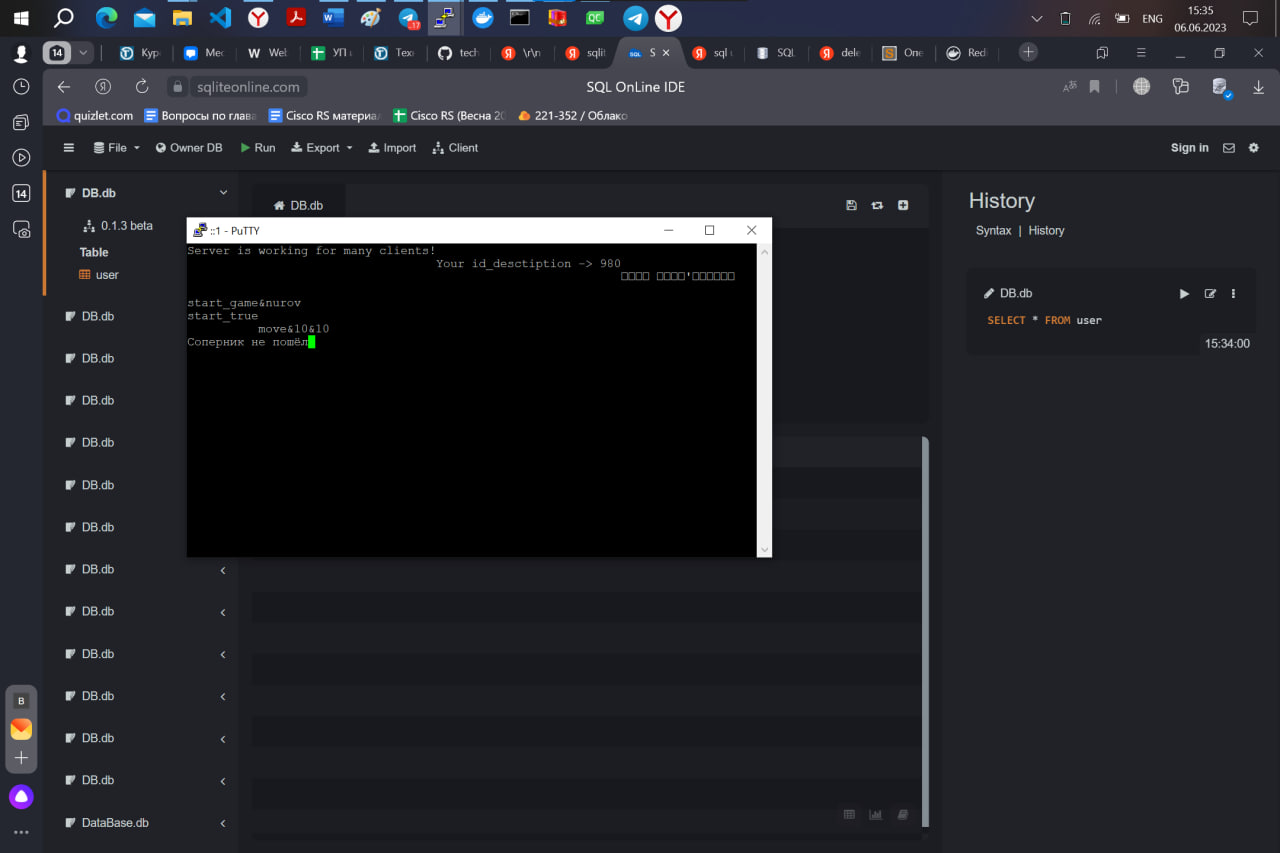 15:35
ENG
06.06.2023
17
QC
14
Кур
Мес
Wet
УП
Тех
tech
\r\n
sqlit
S
sql
SQL
dele
One
Red
sqliteonline.com
SQL OnLine IDE
quizlet.com
Вопросы по глава
Cisco RS материал
Cisco RS (Весна 20
221-352 / Облако
File
Owner DB
Run
Export
Import
Client
Sign in
14
DB.db
0.1.3 beta
Table
user
DB.db
DB.db
DB.db
DB.db
DB.db
DB.db
DB.db
DB.db
DB.db
DB.db
DB.db
DB.db
DataBase.db
B
DB.db
::1 - PuTTY
Server is working for many clients!
Your id_desctiption -> 980
start_game&nurov
start_true
move&10&10
Соперник не пошёл
History
Syntax | History
DB.db
SELECT * FROM user
15:34:00